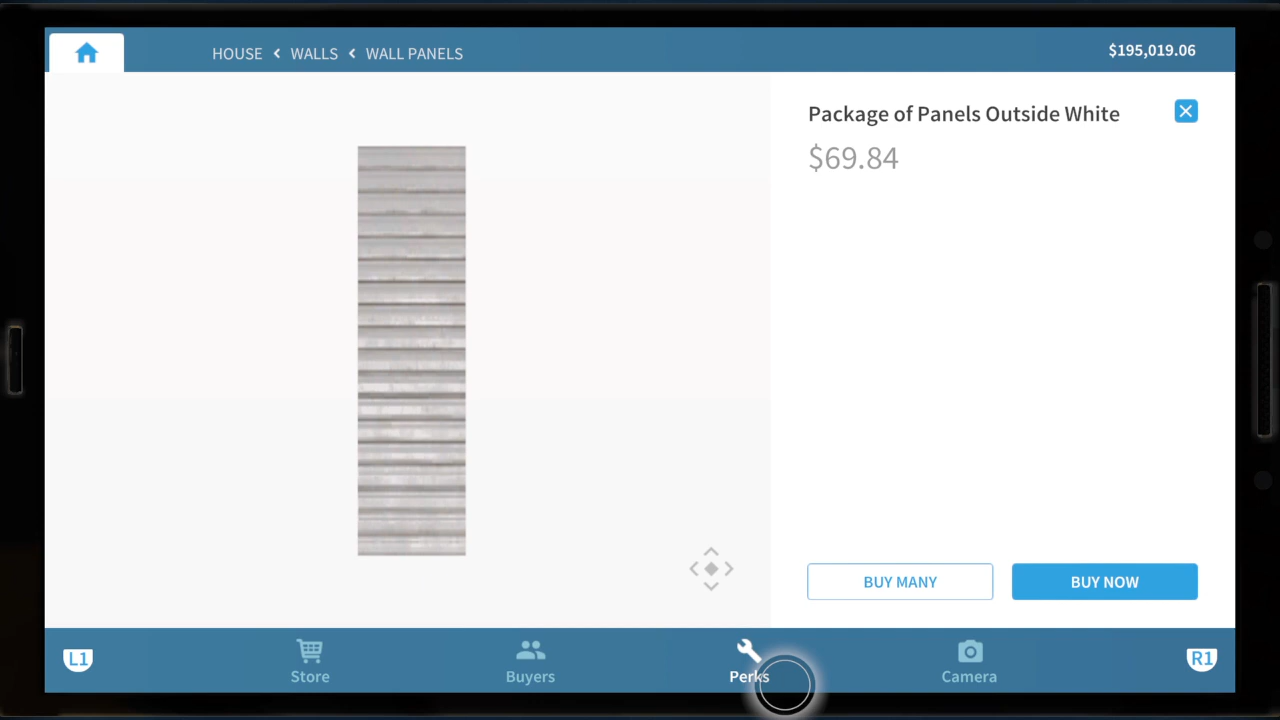 HOUSE < WALLS < WALL PANELS
$195,019.06
Package of Panels Outside White
$69.84
BUY MANY
BUY NOW
L1
Store
Buyers
Perks
Camera
R1